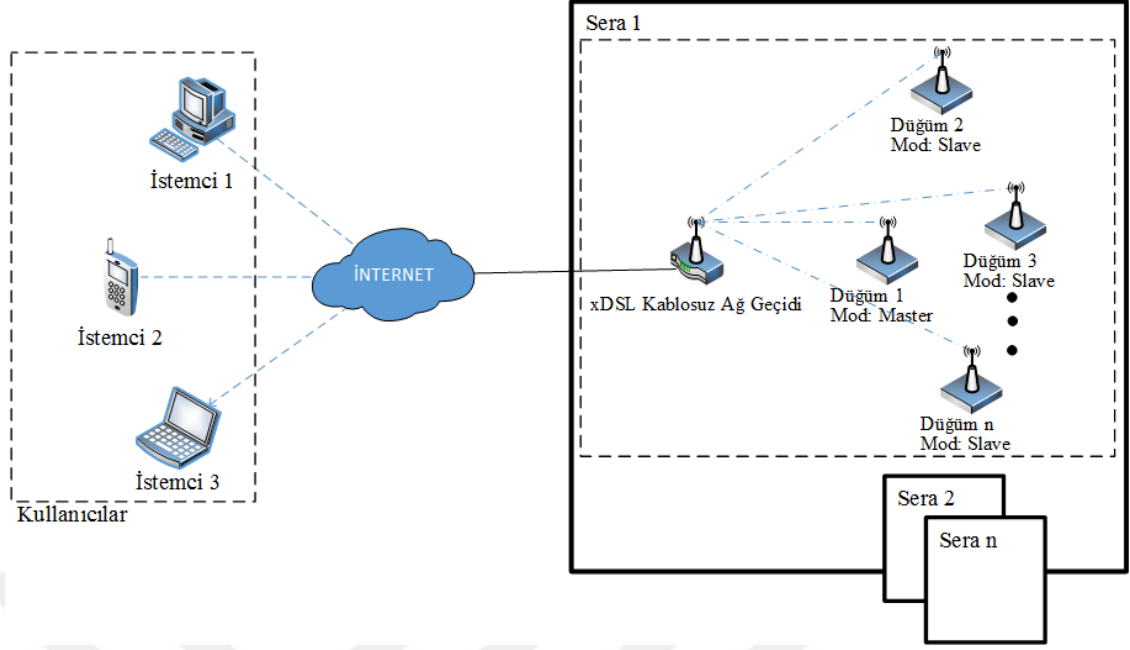 Sera 1
Düğüm 2
Mod: Slave
İstemci 1
İNTERNET
Düğüm 3
Mod: Slave
xDSL Kablosuz Ağ Geçidi
Düğüm 1
Mod: Master
İstemci 2
Düğüm n
Mod: Slave
İstemci 3
Kullanıcılar
Sera 2
Sera n